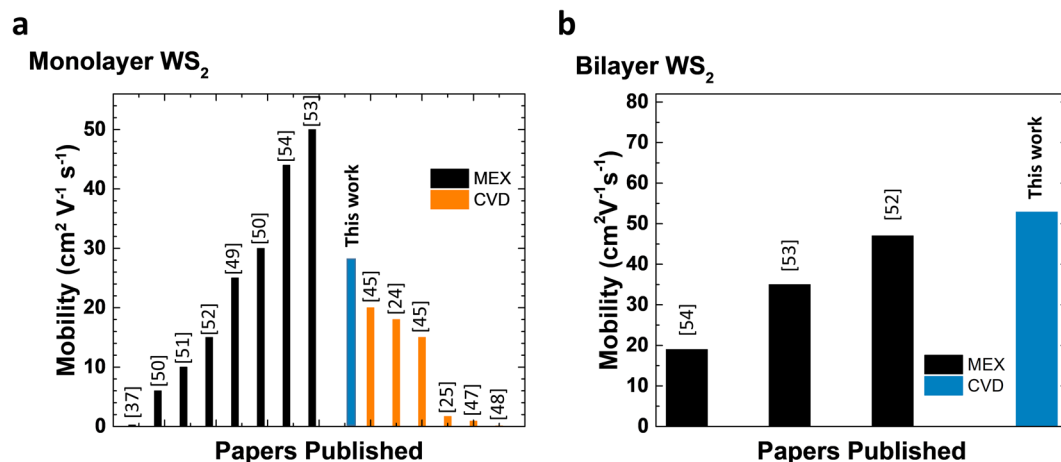 a
Monolayer WS₂
Mobility (cm² V⁻¹ s⁻¹)
50
40
30
20
10
0
[37]
[50]
[51]
[52]
[49]
[50]
[54]
[53]
This work
[45]
[24]
[45]
[25]
[47]
[48]
MEX
CVD
Papers Published
b
Bilayer WS₂
Mobility (cm²V⁻¹s⁻¹)
80
70
60
50
40
30
20
10
0
[54]
[53]
[52]
This work
MEX
CVD
Papers Published